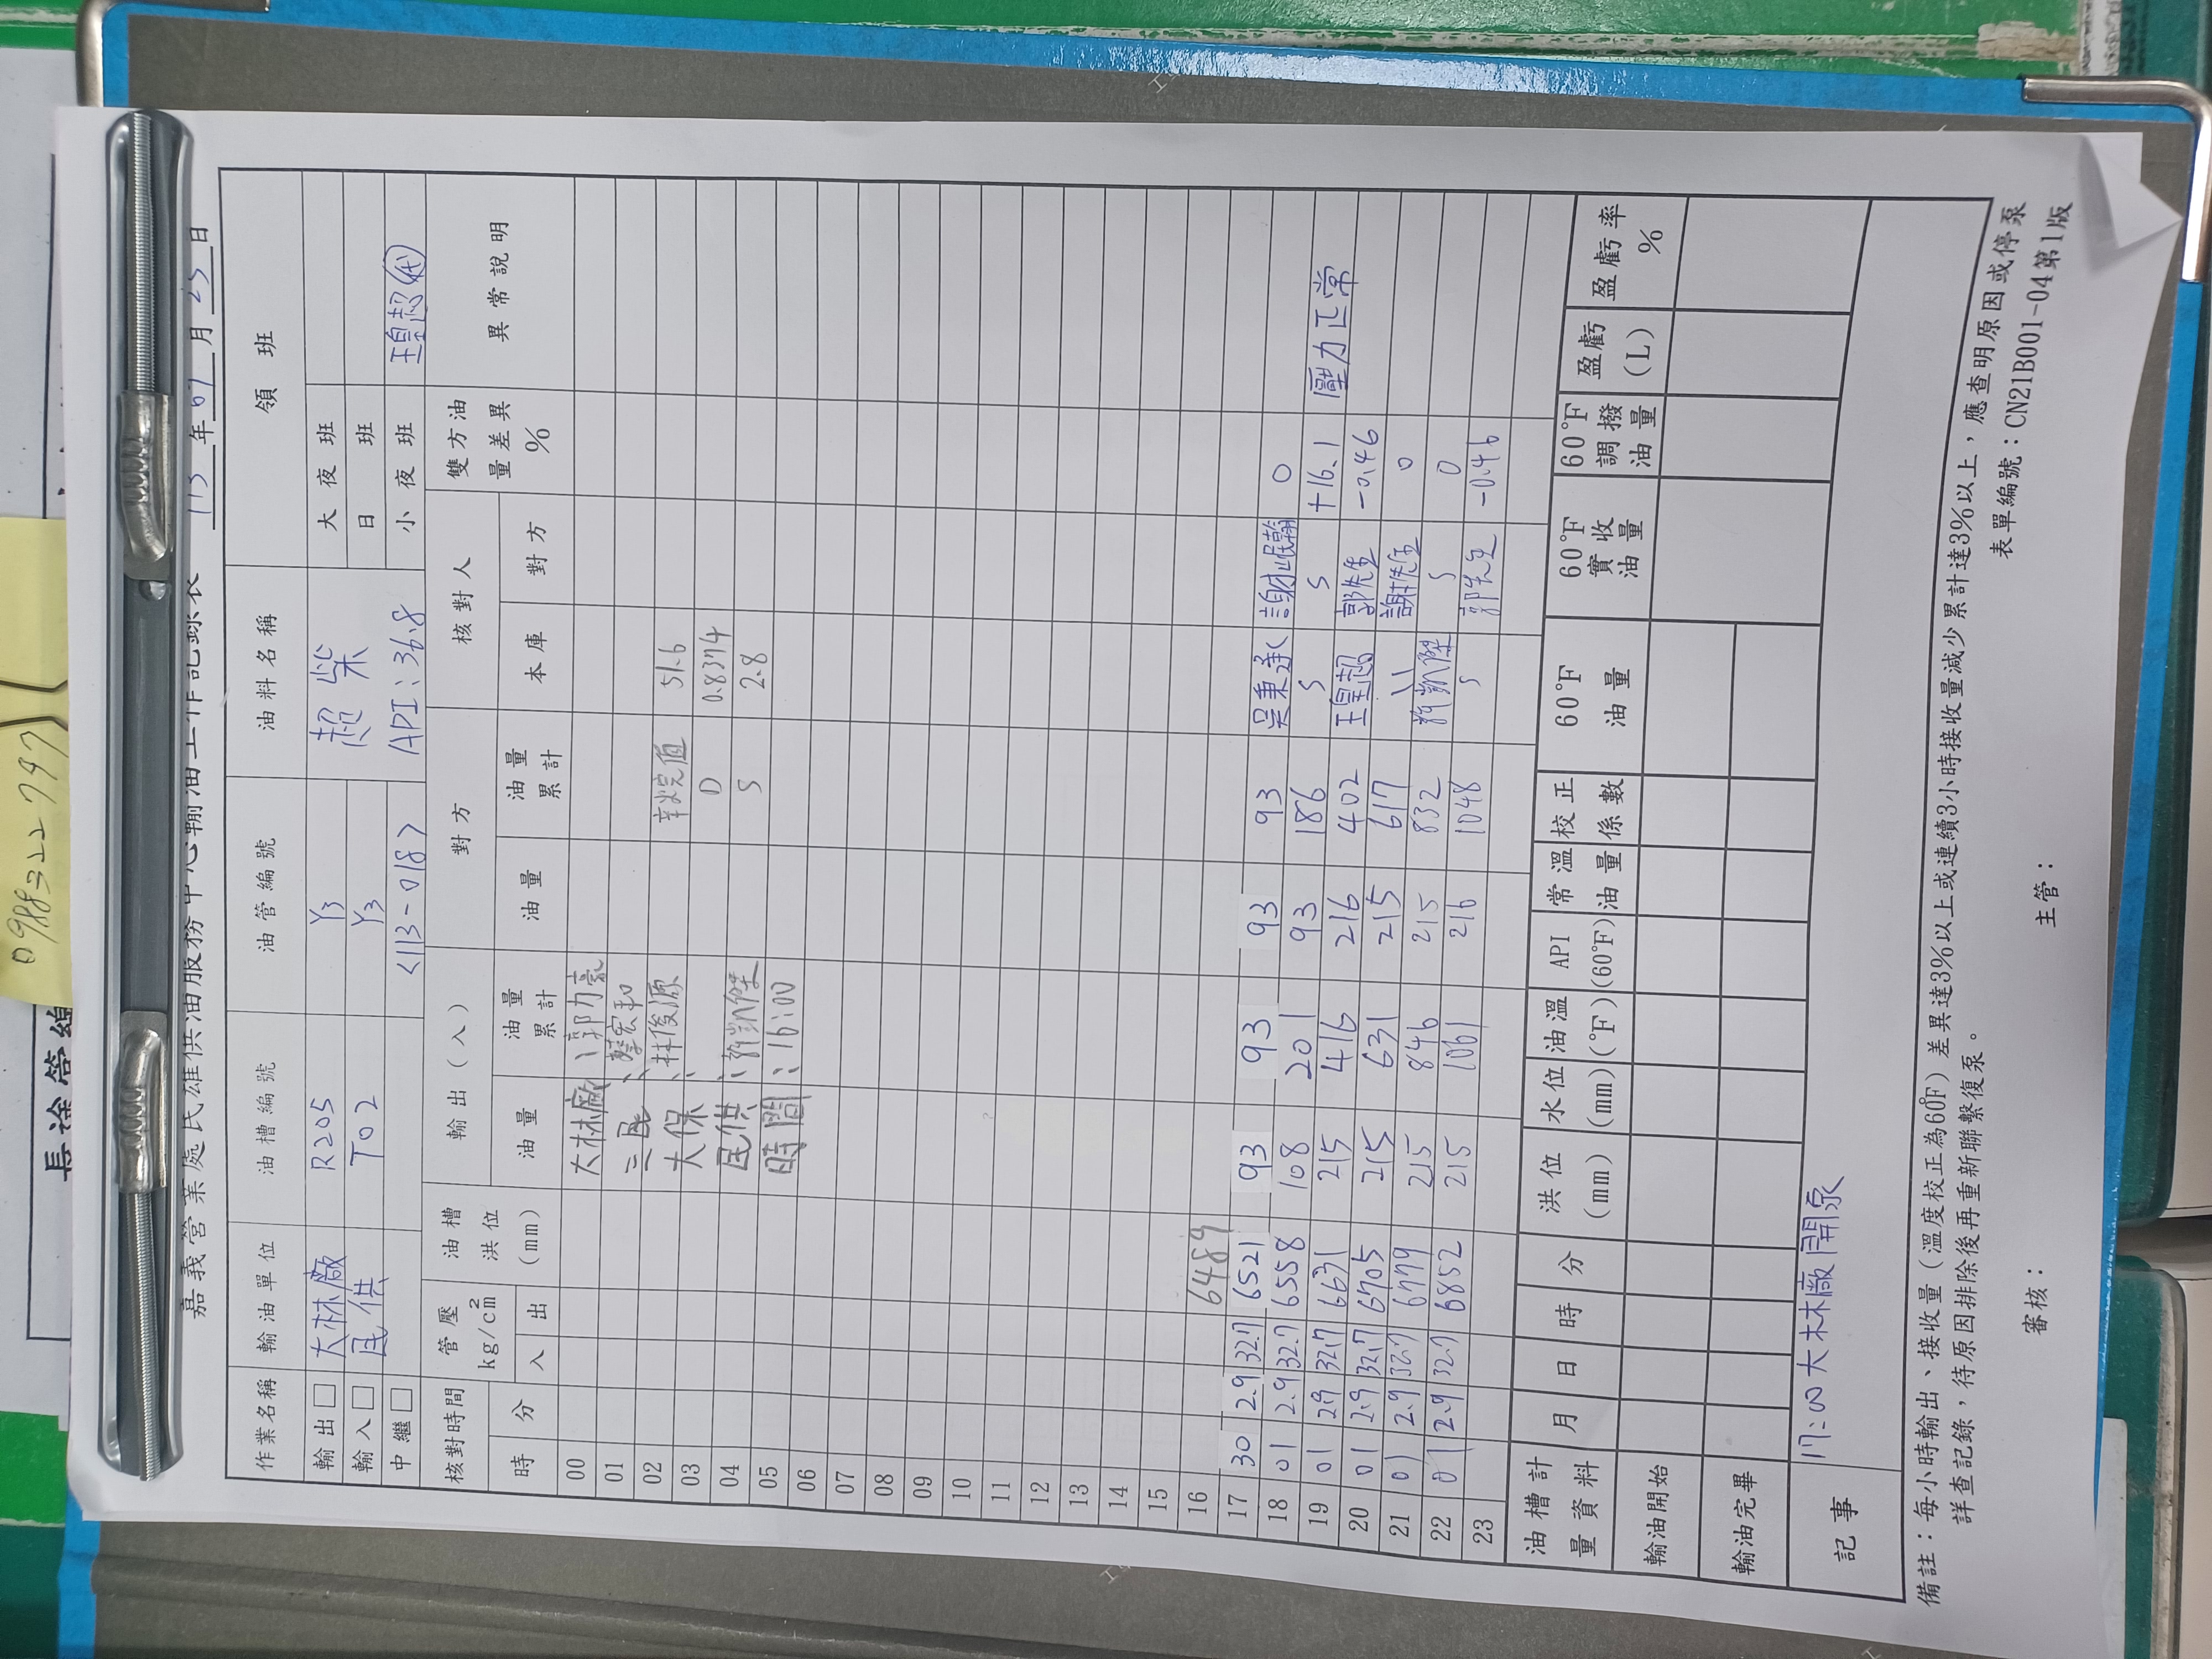 0988322747
長途管線
嘉義營業處民雄供油服務中心輸油工作記錄表 113年07月25日
作業名稱 輸油單位 油槽編號 油管編號 油料名稱 領班
輸出□ 大林廠 R205 Y3 超柴 大夜班
輸入□ 民供 T02 Y3 日班
中繼□ <113-018> API:36.8 小夜班 王皇超 代
核對時間 管壓 kg/cm² 油槽洪位(mm) 輸出(入) 對方 核對人 雙方油量差異% 異常說明
時 分 入 出 油量 油量累計 油量 油量累計 本庫 對方
00 大林廠:郭力豪
01 三民:蔡宏和
02 大保:林俊源 辛烷值 51.6
03 D 0.8374
04 民供:許凱傑 S 2.8
05 時間:16:00
06
07
08
09
10
11
12
13
14
15
16 6489
17 30 2.9 32.7 6521 93 93 93 93 吳秉承 謝岷翰 0
18 01 2.9 32.7 6558 108 201 93 186 S S +16.1 壓力正常
19 01 2.9 32.7 6631 215 416 216 402 王皇超 郭先生 -0.46
20 01 2.9 32.7 6705 215 631 215 617 〃 謝先生 0
21 01 2.9 32.7 6779 215 846 215 832 許凱傑 S 0
22 01 2.9 32.7 6852 215 1061 216 1048 S 郭先生 -0.46
23
油槽計量資料 月 日 時 分 洪位(mm) 水位(mm) 油溫(°F) API(60°F) 常溫油量 校正係數 60°F油量 60°F實收油量 60°F調撥油量 盈虧(L) 盈虧率%
輸油開始
輸油完畢
記事 17:00大林廠開泵
備註:每小時輸出、接收量(溫度校正為60°F)差異達3%以上或連續3小時接收量減少累計達3%以上,應查明原因或停泵
詳查記錄,待原因排除後再重新聯繫復泵。
表單編號:CN21B001-04第1版
審核: 主管: